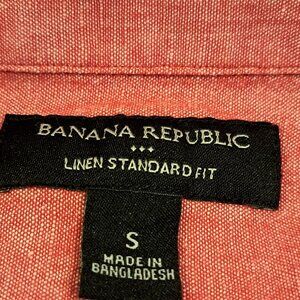 BANANA REPUBLIC
LINEN STANDARD FIT
S
MADE IN
BANGLADESH